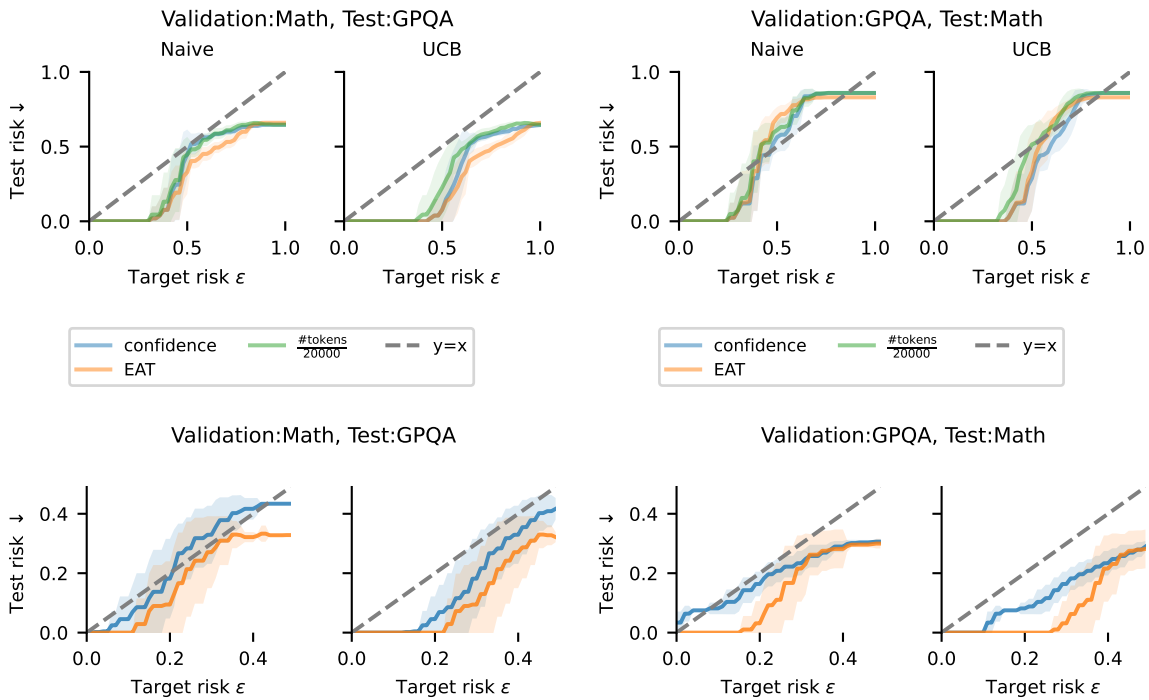 Validation:Math, Test:GPQA
Validation:GPQA, Test:Math
Naive
UCB
Naive
UCB
Test risk ↓
1.0
0.5
0.0
0.0
0.5
1.0
0.0
0.5
1.0
Target risk ε
Target risk ε
Test risk ↓
1.0
0.5
0.0
0.0
0.5
1.0
0.0
0.5
1.0
Target risk ε
Target risk ε
confidence
#tokens
20000
y=x
EAT
confidence
#tokens
20000
y=x
EAT
Validation:Math, Test:GPQA
Validation:GPQA, Test:Math
Test risk ↓
0.4
0.2
0.0
0.0
0.2
0.4
0.0
0.2
0.4
Target risk ε
Target risk ε
Test risk ↓
0.4
0.2
0.0
0.0
0.2
0.4
0.0
0.2
0.4
Target risk ε
Target risk ε